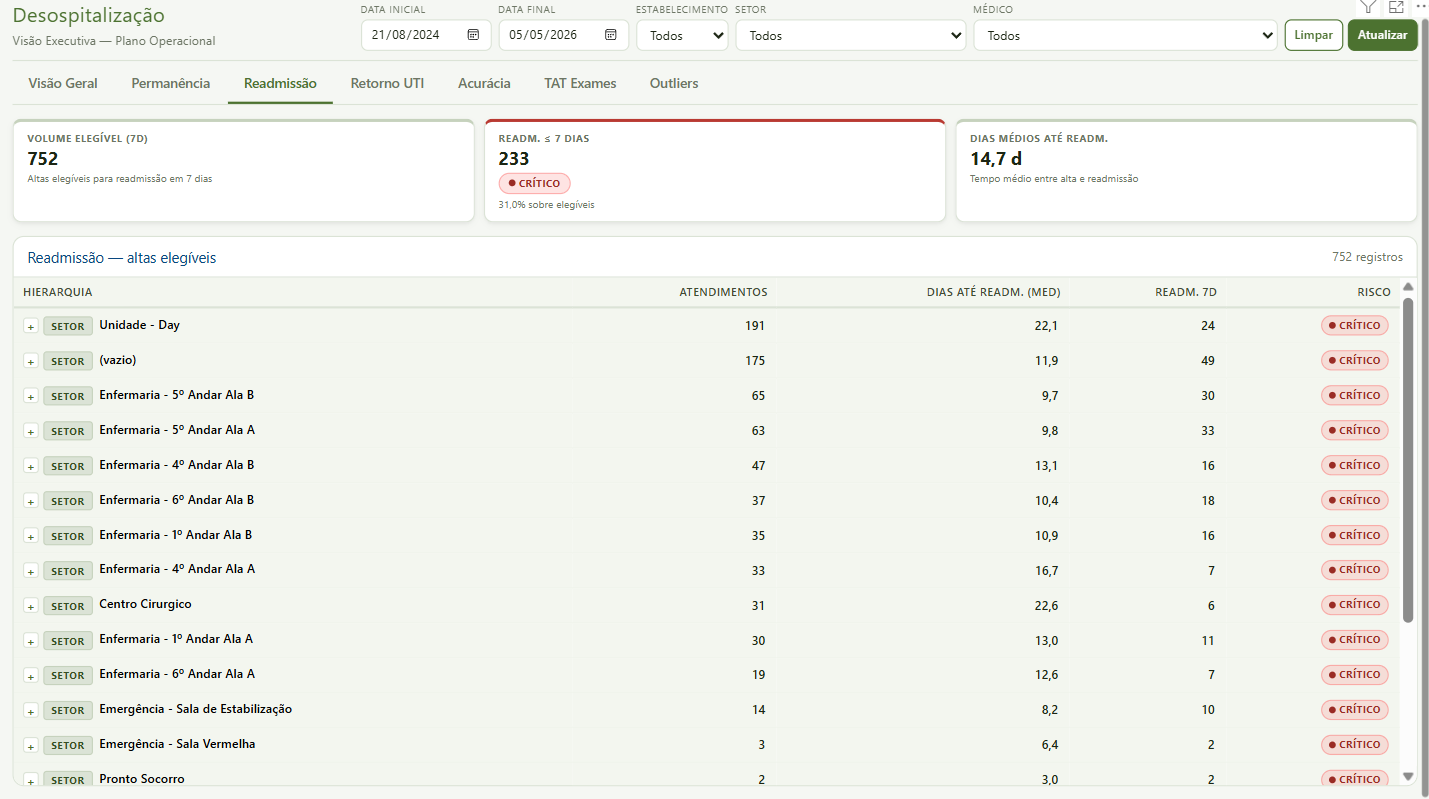 Desospitalização
Visão Executiva — Plano Operacional
DATA INICIAL
21/08/2024
DATA FINAL
05/05/2026
ESTABELECIMENTO
Todos
SETOR
Todos
MÉDICO
Todos
Limpar
Atualizar
Visão Geral
Permanência
Readmissão
Retorno UTI
Acurácia
TAT Exames
Outliers
VOLUME ELEGÍVEL (7D)
752
Altas elegíveis para readmissão em 7 dias
READM. ≤ 7 DIAS
233
CRÍTICO
31,0% sobre elegíveis
DIAS MÉDIOS ATÉ READM.
14,7 d
Tempo médio entre alta e readmissão
Readmissão — altas elegíveis
752 registros
HIERARQUIA ATENDIMENTOS DIAS ATÉ READM. (MED) READM. 7D RISCO
+ SETOR Unidade - Day 191 22,1 24 CRÍTICO
+ SETOR (vazio) 175 11,9 49 CRÍTICO
+ SETOR Enfermaria - 5º Andar Ala B 65 9,7 30 CRÍTICO
+ SETOR Enfermaria - 5º Andar Ala A 63 9,8 33 CRÍTICO
+ SETOR Enfermaria - 4º Andar Ala B 47 13,1 16 CRÍTICO
+ SETOR Enfermaria - 6º Andar Ala B 37 10,4 18 CRÍTICO
+ SETOR Enfermaria - 1º Andar Ala B 35 10,9 16 CRÍTICO
+ SETOR Enfermaria - 4º Andar Ala A 33 16,7 7 CRÍTICO
+ SETOR Centro Cirurgico 31 22,6 6 CRÍTICO
+ SETOR Enfermaria - 1º Andar Ala A 30 13,0 11 CRÍTICO
+ SETOR Enfermaria - 6º Andar Ala A 19 12,6 7 CRÍTICO
+ SETOR Emergência - Sala de Estabilização 14 8,2 10 CRÍTICO
+ SETOR Emergência - Sala Vermelha 3 6,4 2 CRÍTICO
+ SETOR Pronto Socorro 2 3,0 2 CRÍTICO